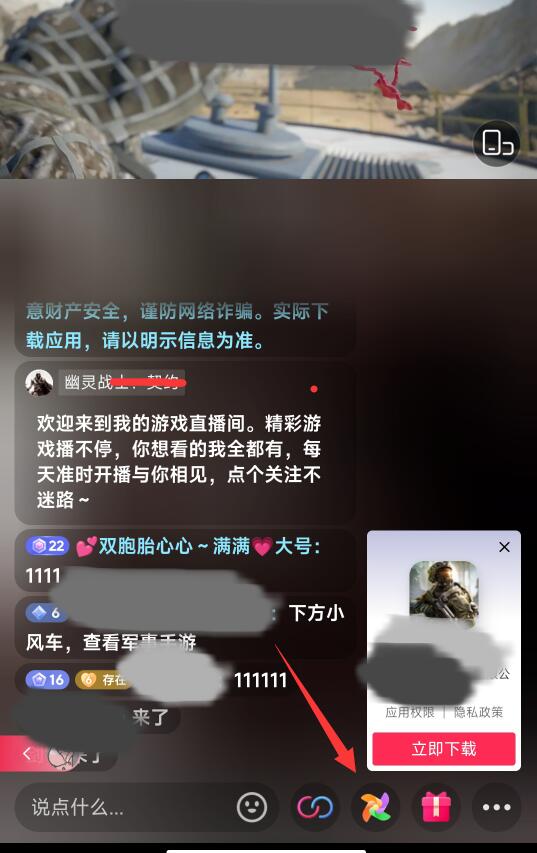 意财产安全，谨防网络诈骗。实际下
载应用，请以明示信息为准。
幽灵战士：契约
欢迎来到我的游戏直播间。精彩游
戏播不停，你想看的我全都有，每
天准时开播与你相见，点个关注不
迷路～
22 💕双胞胎心心～满满💗大号：
1111
6 ：下方小
风车，查看军事手游
16 6 存在 111111
来了
来了
公
应用权限 | 隐私政策
立即下载
说点什么...